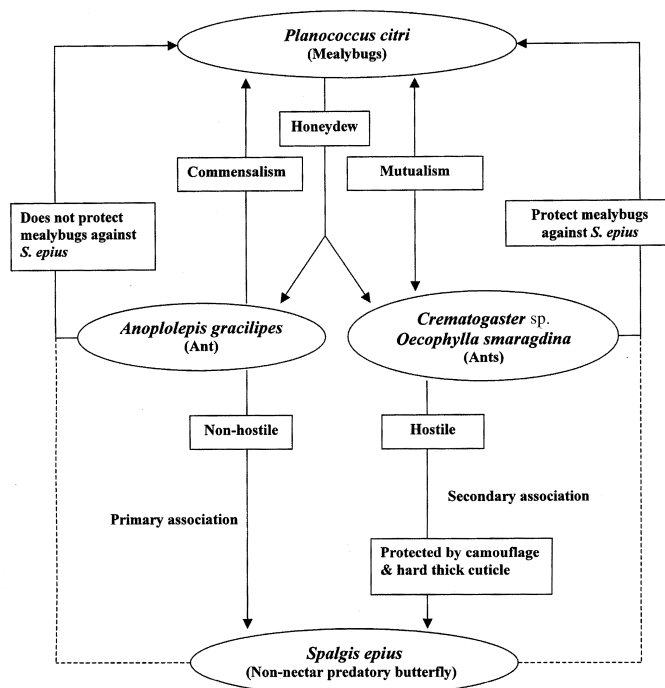 Planococcus citri
(Mealybugs)
Honeydew
Commensalism
Mutualism
Does not protect
mealybugs against
S. epius
Protect mealybugs
against S. epius
Anoplolepis gracilipes
(Ant)
Crematogaster sp.
Oecophylla smaragdina
(Ants)
Non-hostile
Hostile
Primary association
Secondary association
Protected by camouflage
& hard thick cuticle
Spalgis epius
(Non-nectar predatory butterfly)